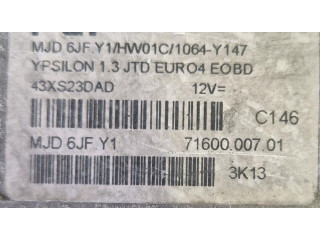 MJD 6JF.Y1/HW01C/1064-Y147
YPSILON 1.3 JTD EURO4 EOBD
43XS23DAD 12V=
C146
MJD 6JF.Y1 71600.007.01
3K13